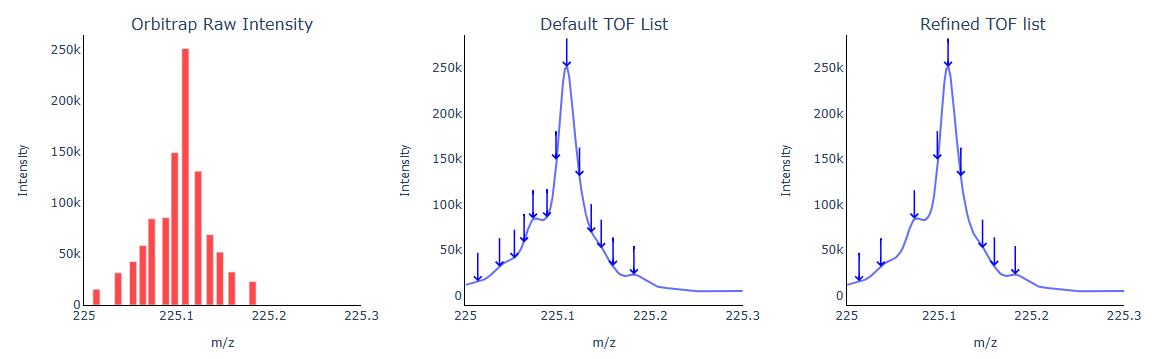 Orbitrap Raw Intensity
Intensity
250k
200k
150k
100k
50k
0
225
225.1
225.2
225.3
m/z
Default TOF List
Intensity
250k
200k
150k
100k
50k
0
225
225.1
225.2
225.3
m/z
Refined TOF list
Intensity
250k
200k
150k
100k
50k
0
225
225.1
225.2
225.3
m/z